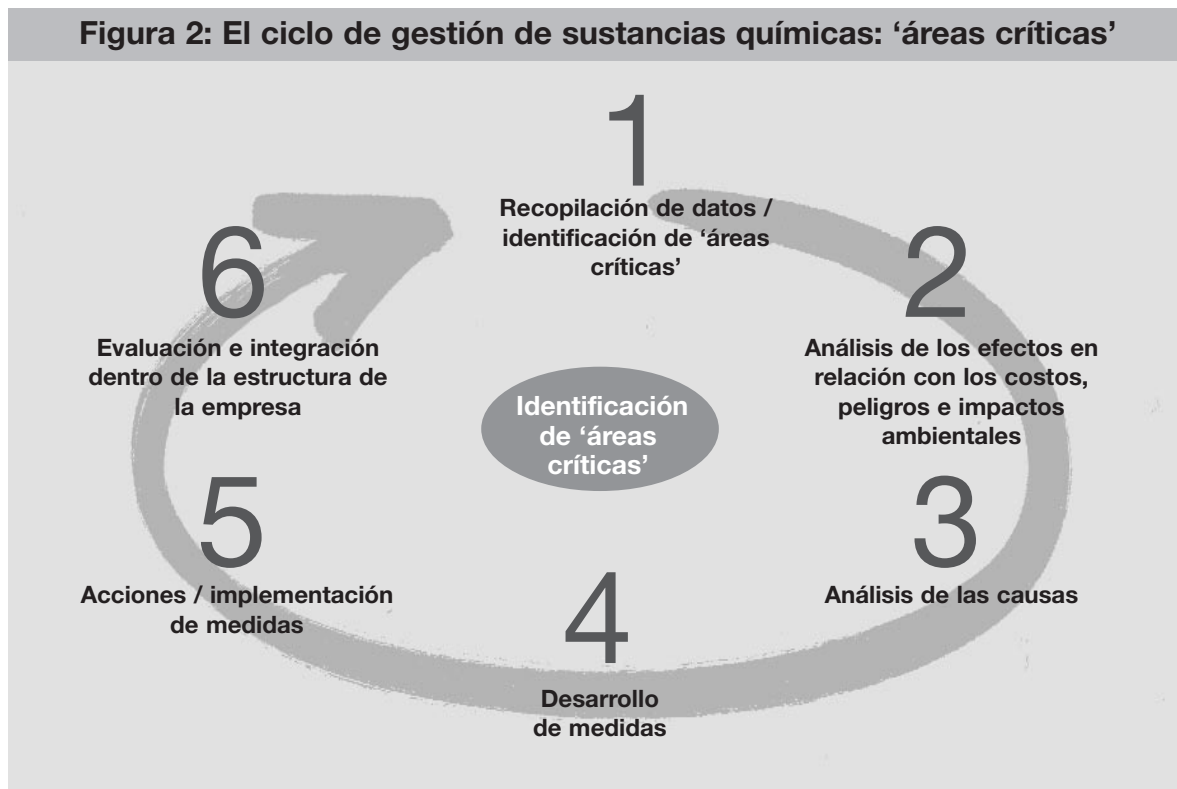 Figura 2: El ciclo de gestión de sustancias químicas: ‘áreas críticas’
1
Recopilación de datos /
identificación de ‘áreas
críticas’
2
Análisis de los efectos en
relación con los costos,
peligros e impactos
ambientales
3
Análisis de las causas
4
Desarrollo
de medidas
5
Acciones / implementación
de medidas
6
Evaluación e integración
dentro de la estructura de
la empresa
Identificación
de ‘áreas
críticas’